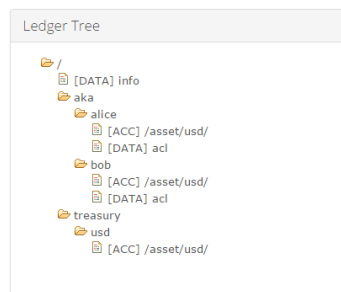 Ledger Tree
/
[DATA] info
aka
alice
[ACC] /asset/usd/
[DATA] acl
bob
[ACC] /asset/usd/
[DATA] acl
treasury
usd
[ACC] /asset/usd/